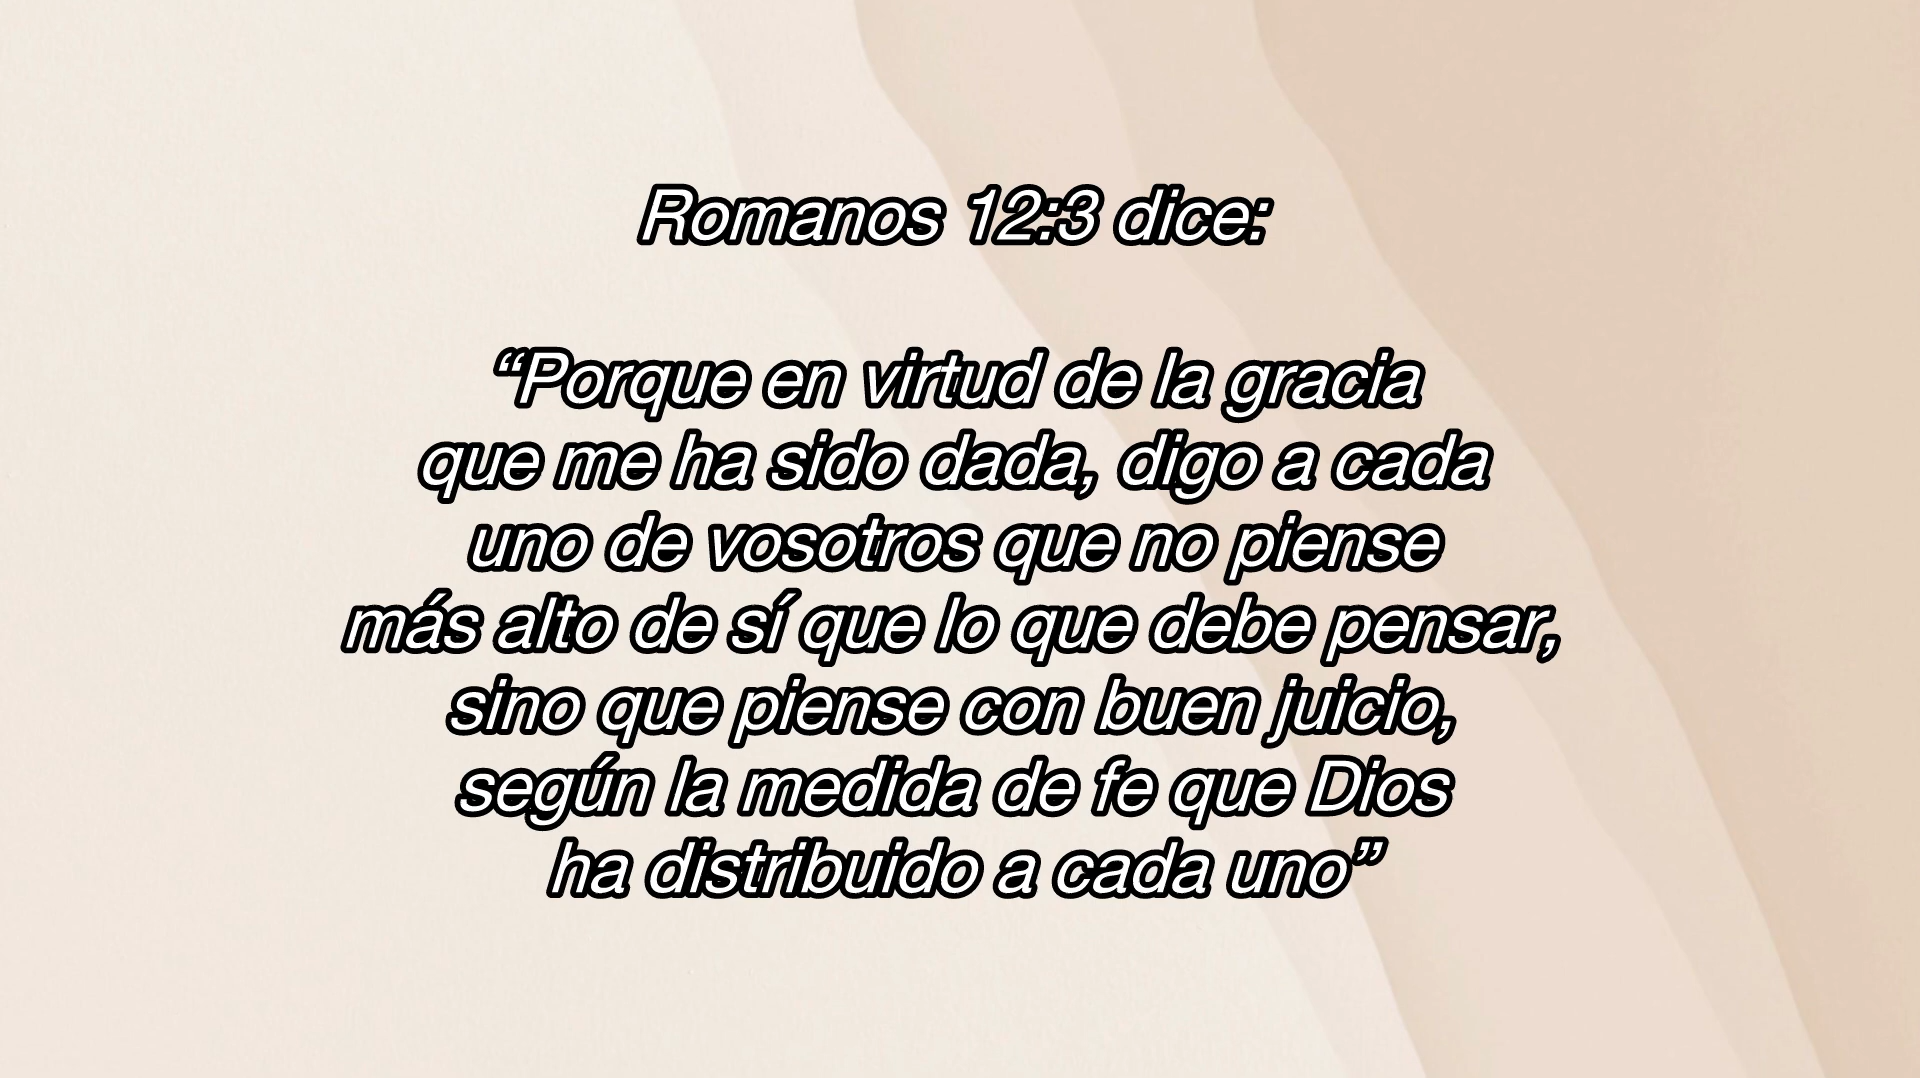 Romanos 12:3 dice:
“Porque en virtud de la gracia
que me ha sido dada, digo a cada
uno de vosotros que no piense
más alto de sí que lo que debe pensar,
sino que piense con buen juicio,
según la medida de fe que Dios
ha distribuido a cada uno”